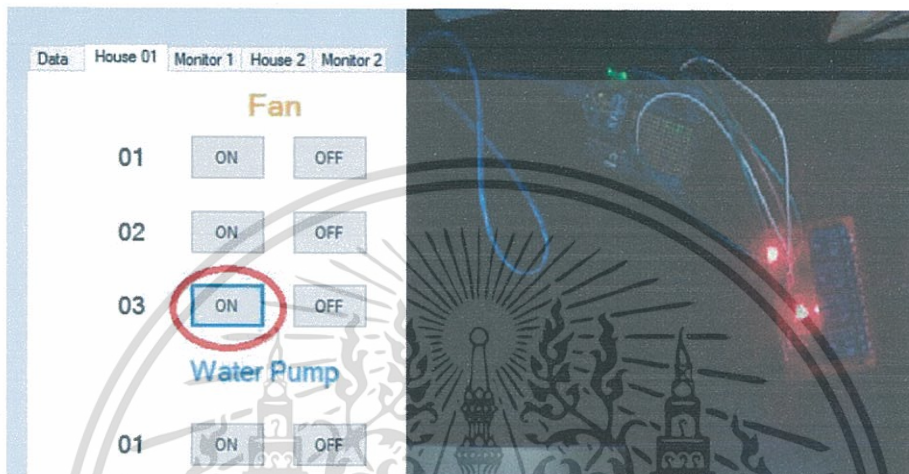 Data House 01 Monitor 1 House 2 Monitor 2
Fan
01 ON OFF
02 ON OFF
03 ON OFF
Water Pump
01 ON OFF